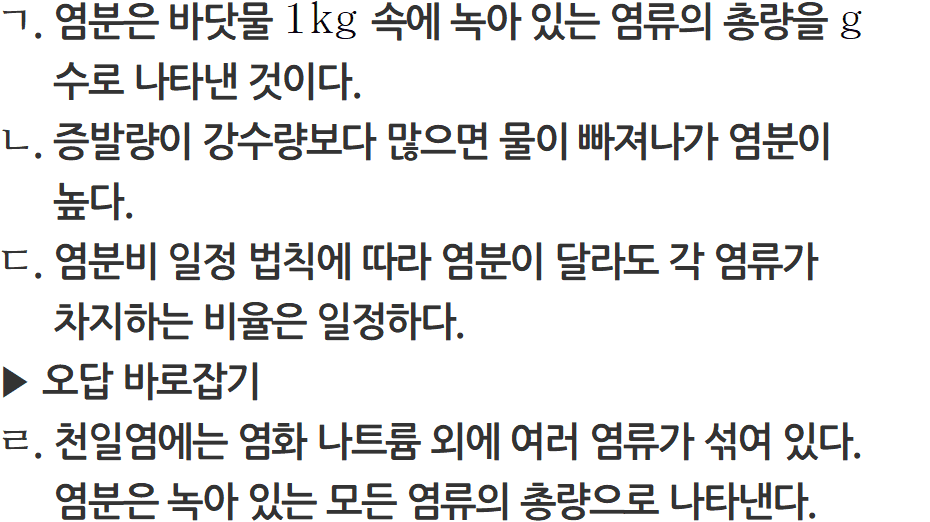 ㄱ. 염분은 바닷물 1kg 속에 녹아 있는 염류의 총량을 g
수로 나타낸 것이다.
ㄴ. 증발량이 강수량보다 많으면 물이 빠져나가 염분이
높다.
ㄷ. 염분비 일정 법칙에 따라 염분이 달라도 각 염류가
차지하는 비율은 일정하다.
▶ 오답 바로잡기
ㄹ. 천일염에는 염화 나트륨 외에 여러 염류가 섞여 있다.
염분은 녹아 있는 모든 염류의 총량으로 나타낸다.